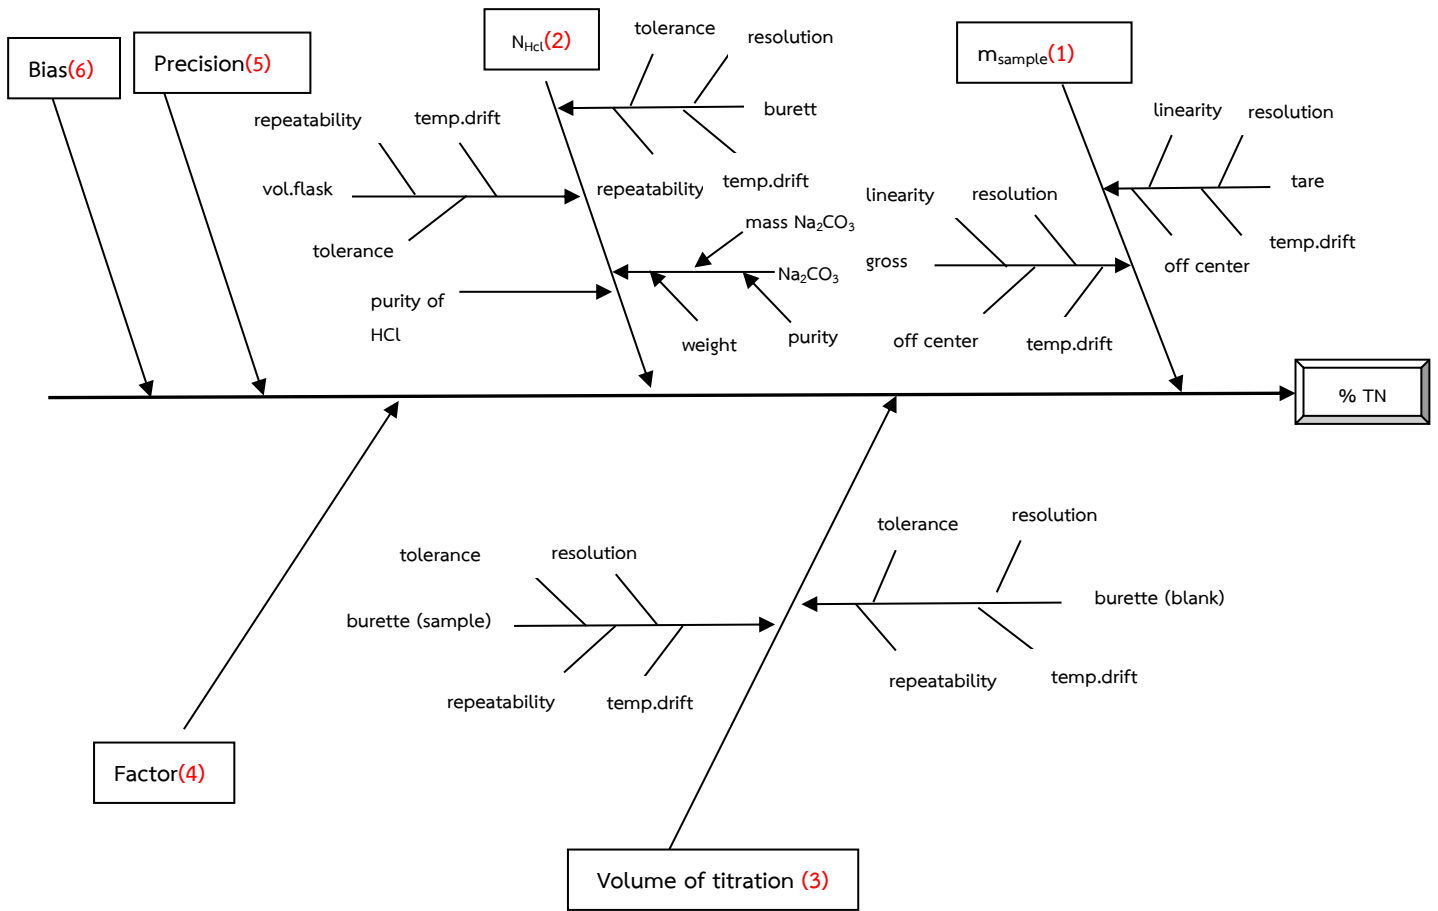 Bias(6)
Precision(5)
N_Hcl(2)
m_sample(1)
tolerance
resolution
burett
repeatability
temp.drift
repeatability
temp.drift
vol.flask
tolerance
mass Na₂CO₃
Na₂CO₃
purity of
HCl
weight
purity
linearity
resolution
tare
off center
temp.drift
linearity
resolution
gross
off center
temp.drift
% TN
tolerance
resolution
burette (sample)
repeatability
temp.drift
tolerance
resolution
burette (blank)
repeatability
temp.drift
Factor(4)
Volume of titration (3)